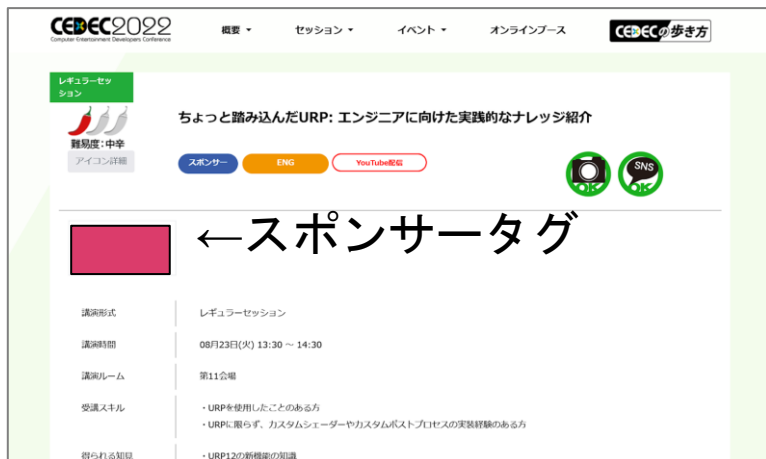 CEDEC2022
Computer Entertainment Developers Conference
概要 セッション イベント オンラインブース CEDECの歩き方
レギュラーセッ
ション
ちょっと踏み込んだURP: エンジニアに向けた実践的なナレッジ紹介
難易度:中辛
アイコン詳細 スポンサー ENG YouTube配信 OK SNS OK
←スポンサータグ
講演形式 レギュラーセッション
講演時間 08月23日(火) 13:30 ～ 14:30
講演ルーム 第11会場
受講スキル ・URPを使用したことのある方
・URPに限らず、カスタムシェーダーやカスタムポストプロセスの実装経験のある方
得られる知見 ・URP12の新機能の知識